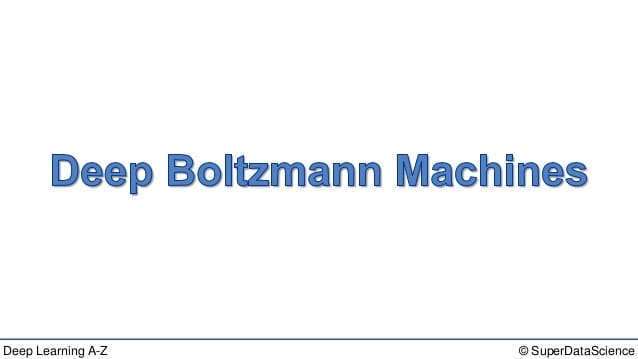 Deep Boltzmann Machines
Deep Learning A-Z
© SuperDataScience